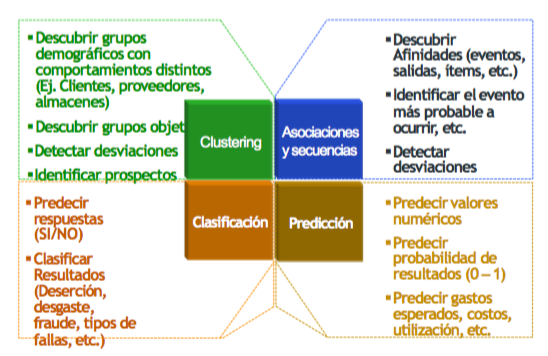 ▪Descubrir grupos
demográficos con
comportamientos distintos
(Ej. Clientes, proveedores,
almacenes)
▪Descubrir grupos objet
▪Detectar desviaciones
▪Identificar prospectos
Clustering
Asociaciones
y secuencias
▪Descubrir
Afinidades (eventos,
salidas, ítems, etc.)
▪Identificar el evento
más probable a
ocurrir, etc.
▪Detectar
desviaciones
▪Predecir
respuestas
(SI/NO)
▪Clasificar
Resultados
(Deserción,
desgaste,
fraude, tipos de
fallas, etc.)
Clasificación
Predicción
▪Predecir valores
numéricos
▪Predecir
probabilidad de
resultados (0 – 1)
▪Predecir gastos
esperados, costos,
utilización, etc.